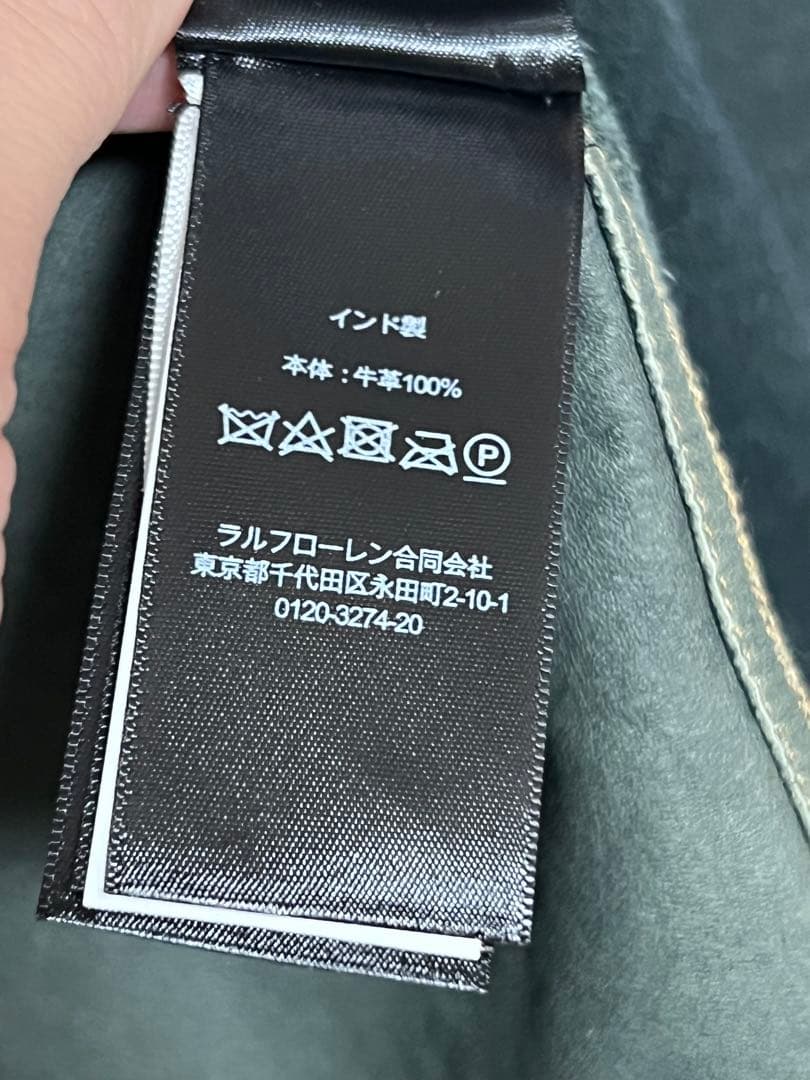 インド製
本体：牛革100%
P
ラルフローレン合同会社
東京都千代田区永田町2-10-1
0120-3274-20